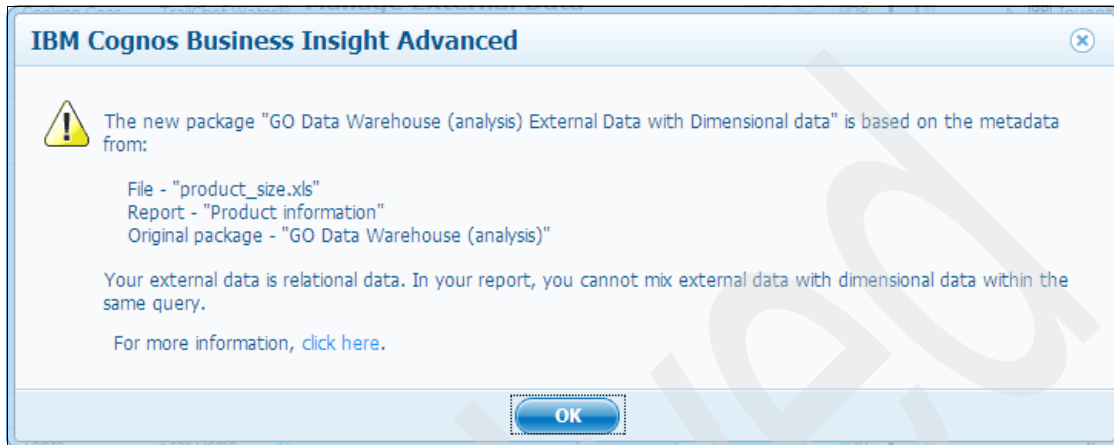 IBM Cognos Business Insight Advanced
The new package "GO Data Warehouse (analysis) External Data with Dimensional data" is based on the metadata
from:
File - "product_size.xls"
Report - "Product information"
Original package - "GO Data Warehouse (analysis)"
Your external data is relational data. In your report, you cannot mix external data with dimensional data within the
same query.
For more information, click here.
OK